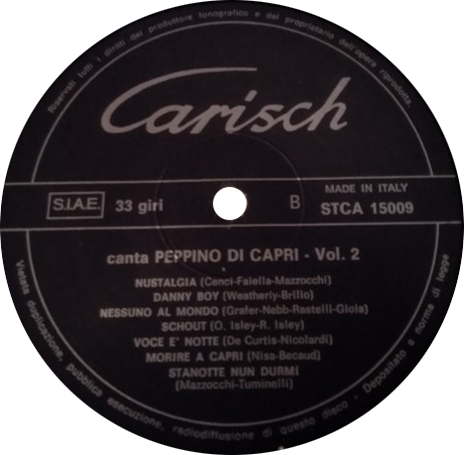 Riservati tutti i diritti del produttore fonografico e del proprietario dell'opera riprodotta.
Carisch
S.I.A.E. 33 giri
B
MADE IN ITALY
STCA 15009
canta PEPPINO DI CAPRI - Vol. 2
NUSTALGIA (Cenci-Faiella-Mazzocchi)
DANNY BOY (Weatherly-Brillo)
NESSUNO AL MONDO (Grafer-Nebb-Rastelli-Gioia)
SCHOUT (O. Isley-R. Isley)
VOCE E' NOTTE (De Curtis-Nicolardi)
MORIRE A CAPRI (Nisa-Becaud)
STANOTTE NUN DURMÌ
(Mazzocchi-Tuminelli)
Vietata duplicazione, pubblica esecuzione, radiodiffusione di questo disco - Depositato a norma di legge